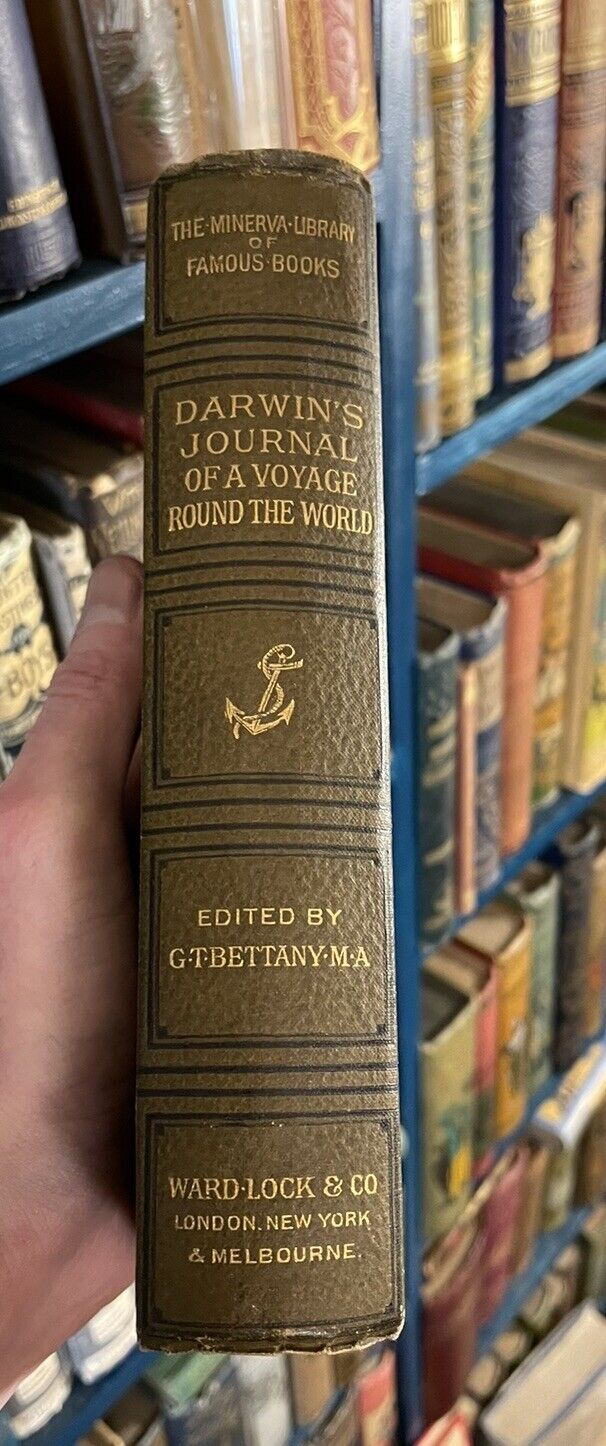 THE·MINERVA·LIBRARY
OF
FAMOUS·BOOKS
DARWIN'S
JOURNAL
OF A VOYAGE
ROUND THE WORLD
EDITED BY
G·T·BETTANY·M·A
WARD·LOCK & CO
LONDON. NEW YORK
& MELBOURNE.
BOYS